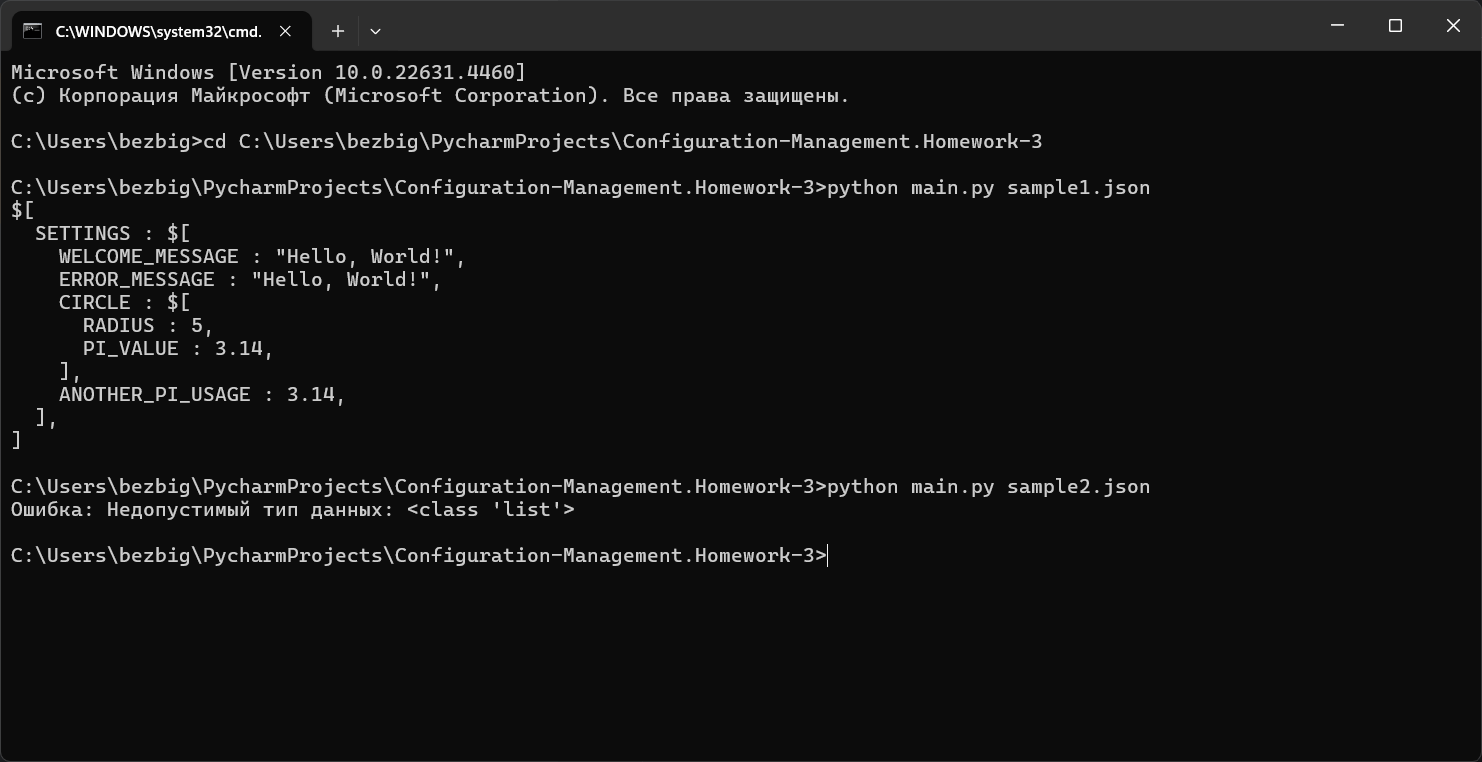 C:\WINDOWS\system32\cmd.
Microsoft Windows [Version 10.0.22631.4460]
(c) Корпорация Майкрософт (Microsoft Corporation). Все права защищены.
C:\Users\bezbig>cd C:\Users\bezbig\PycharmProjects\Configuration-Management.Homework-3
C:\Users\bezbig\PycharmProjects\Configuration-Management.Homework-3>python main.py sample1.json
$[
  SETTINGS : $[
    WELCOME_MESSAGE : "Hello, World!",
    ERROR_MESSAGE : "Hello, World!",
    CIRCLE : $[
      RADIUS : 5,
      PI_VALUE : 3.14,
    ],
    ANOTHER_PI_USAGE : 3.14,
  ],
]
C:\Users\bezbig\PycharmProjects\Configuration-Management.Homework-3>python main.py sample2.json
Ошибка: Недопустимый тип данных: <class 'list'>
C:\Users\bezbig\PycharmProjects\Configuration-Management.Homework-3>